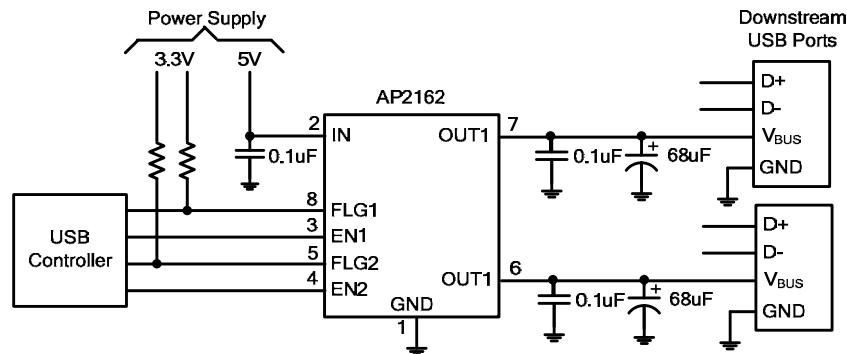 Power Supply
Downstream
USB Ports
3.3V
5V
AP2162
D+
D-
VBUS
GND
2
IN
OUT1
7
0.1uF
0.1uF
+
68uF
USB
Controller
8
FLG1
3
EN1
5
FLG2
4
EN2
GND
1
OUT1
6
0.1uF
+
68uF
D+
D-
VBUS
GND